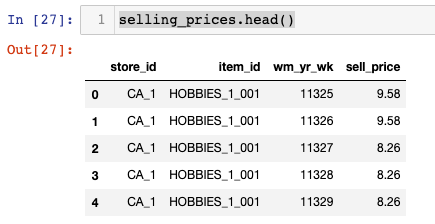 In [27]: 1 selling_prices.head()
Out[27]:
store_id item_id wm_yr_wk sell_price
0 CA_1 HOBBIES_1_001 11325 9.58
1 CA_1 HOBBIES_1_001 11326 9.58
2 CA_1 HOBBIES_1_001 11327 8.26
3 CA_1 HOBBIES_1_001 11328 8.26
4 CA_1 HOBBIES_1_001 11329 8.26